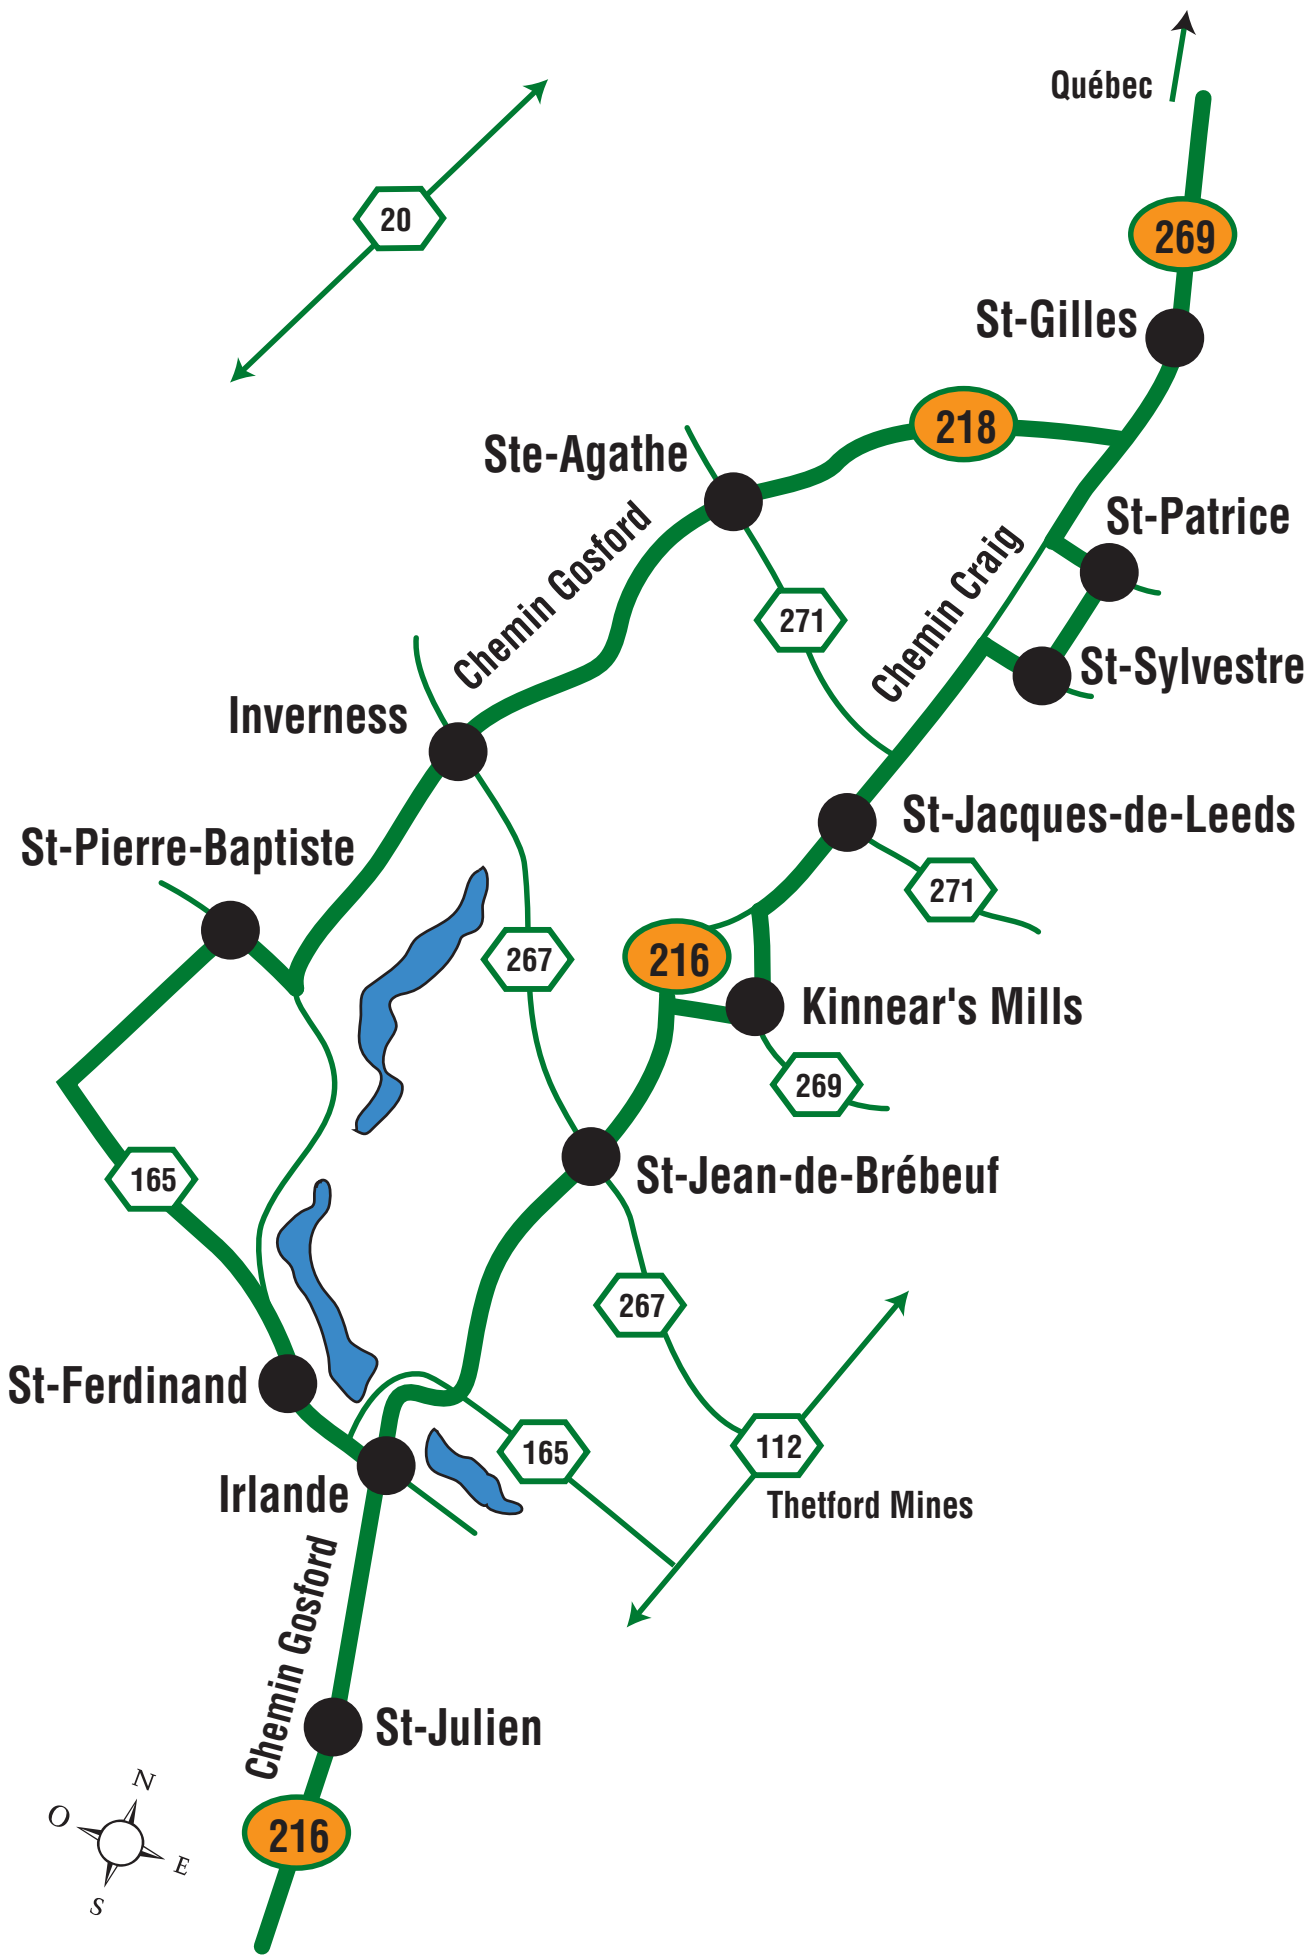 Québec
20
269
St-Gilles
218
Ste-Agathe
St-Patrice
Chemin Gosford
Chemin Craig
271
St-Sylvestre
Inverness
St-Jacques-de-Leeds
St-Pierre-Baptiste
271
267
216
Kinnear's Mills
269
St-Jean-de-Brébeuf
165
267
St-Ferdinand
165
112
Irlande
Thetford Mines
Chemin Gosford
St-Julien
216
N
O
E
S